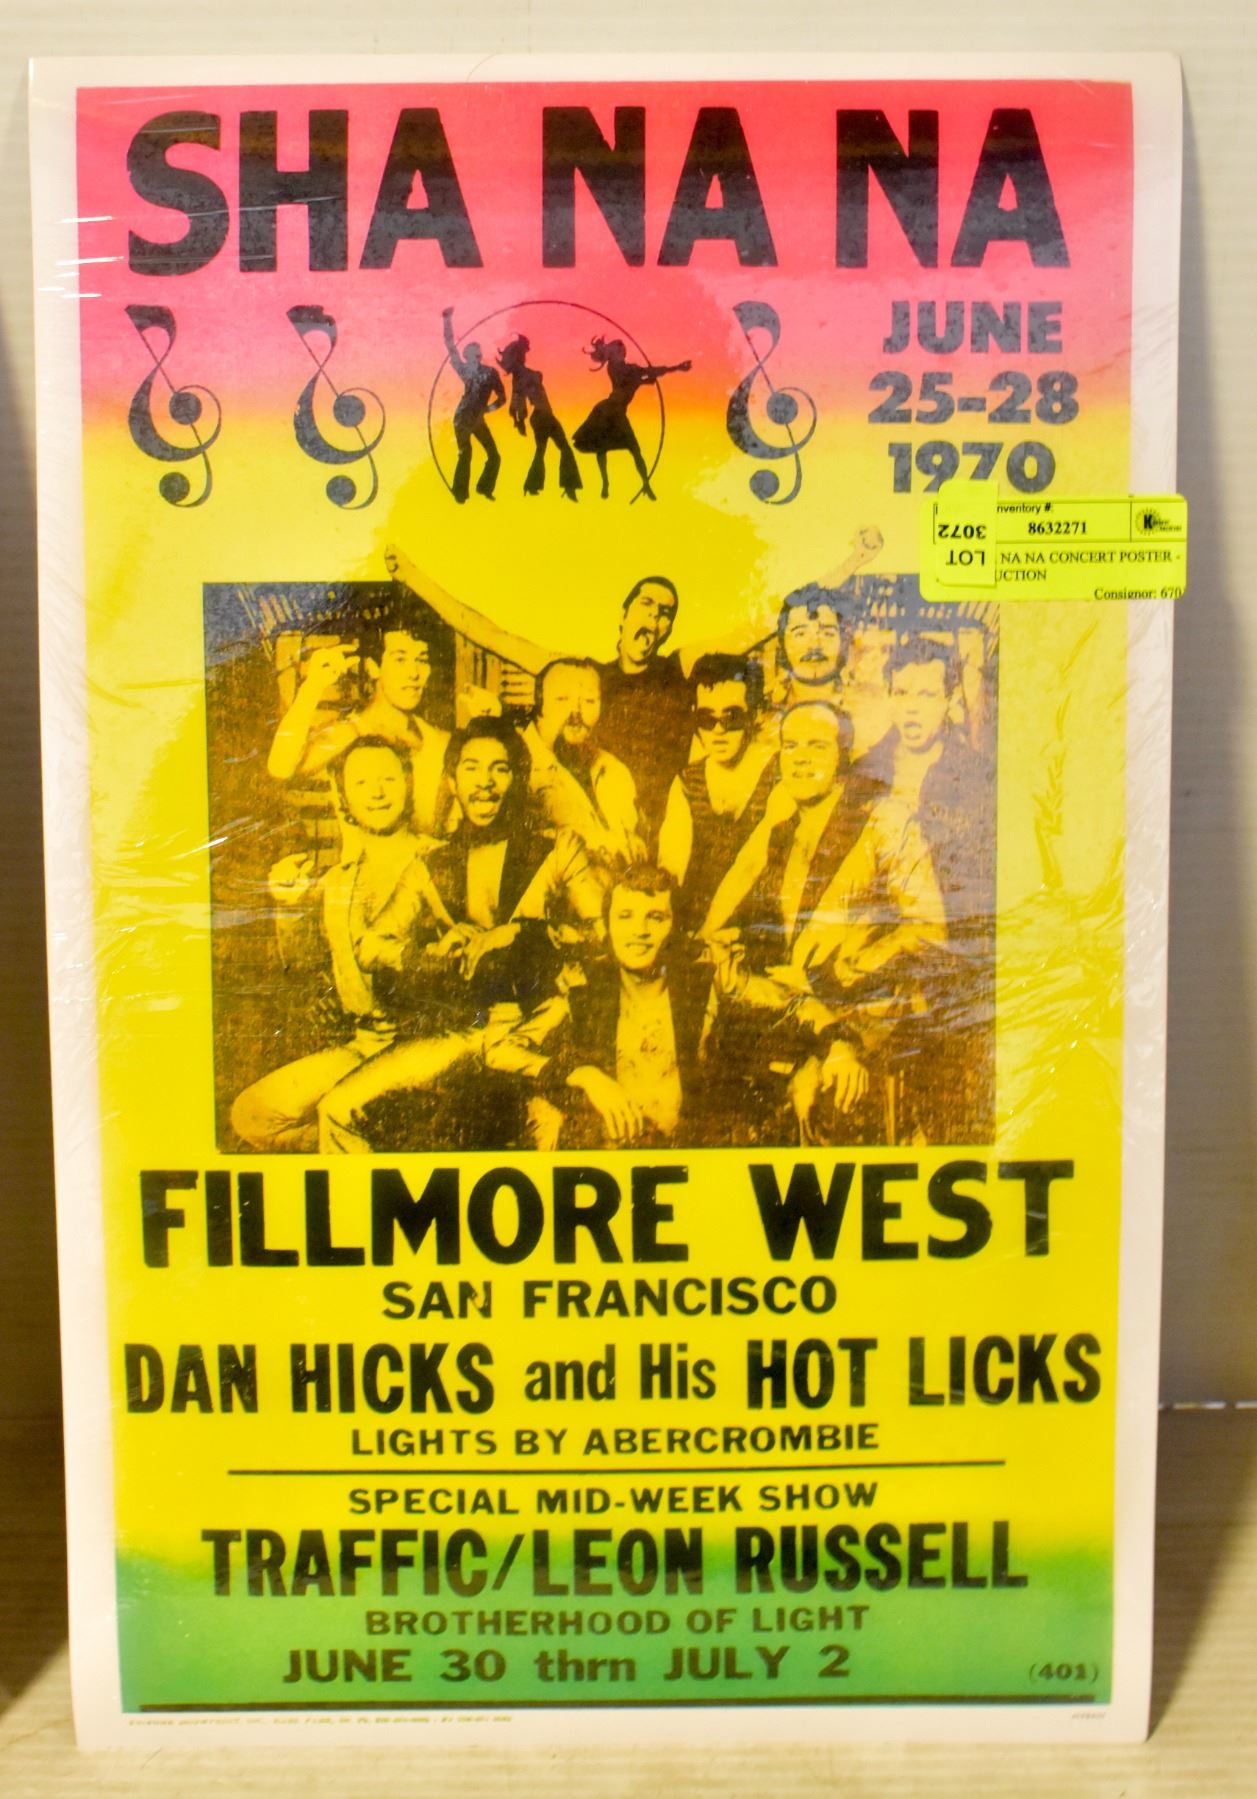 SHA NA NA
JUNE
25-28
1970
Inventory #:
8632271
NA NA CONCERT POSTER -
UCTION
Consignor: 670
LOT
3072
FILLMORE WEST
SAN FRANCISCO
DAN HICKS and His HOT LICKS
LIGHTS BY ABERCROMBIE
SPECIAL MID-WEEK SHOW
TRAFFIC/LEON RUSSELL
BROTHERHOOD OF LIGHT
JUNE 30 thrn JULY 2
(401)